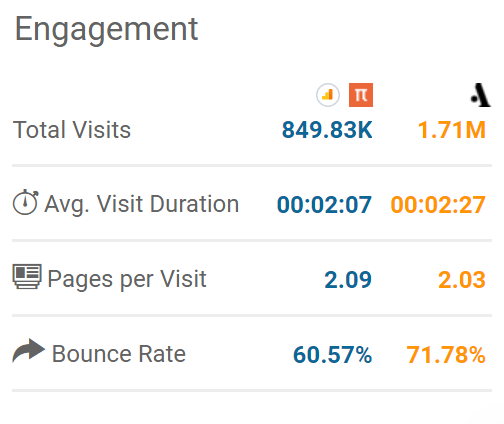 Engagement
Total Visits 849.83K 1.71M
Avg. Visit Duration 00:02:07 00:02:27
Pages per Visit 2.09 2.03
Bounce Rate 60.57% 71.78%